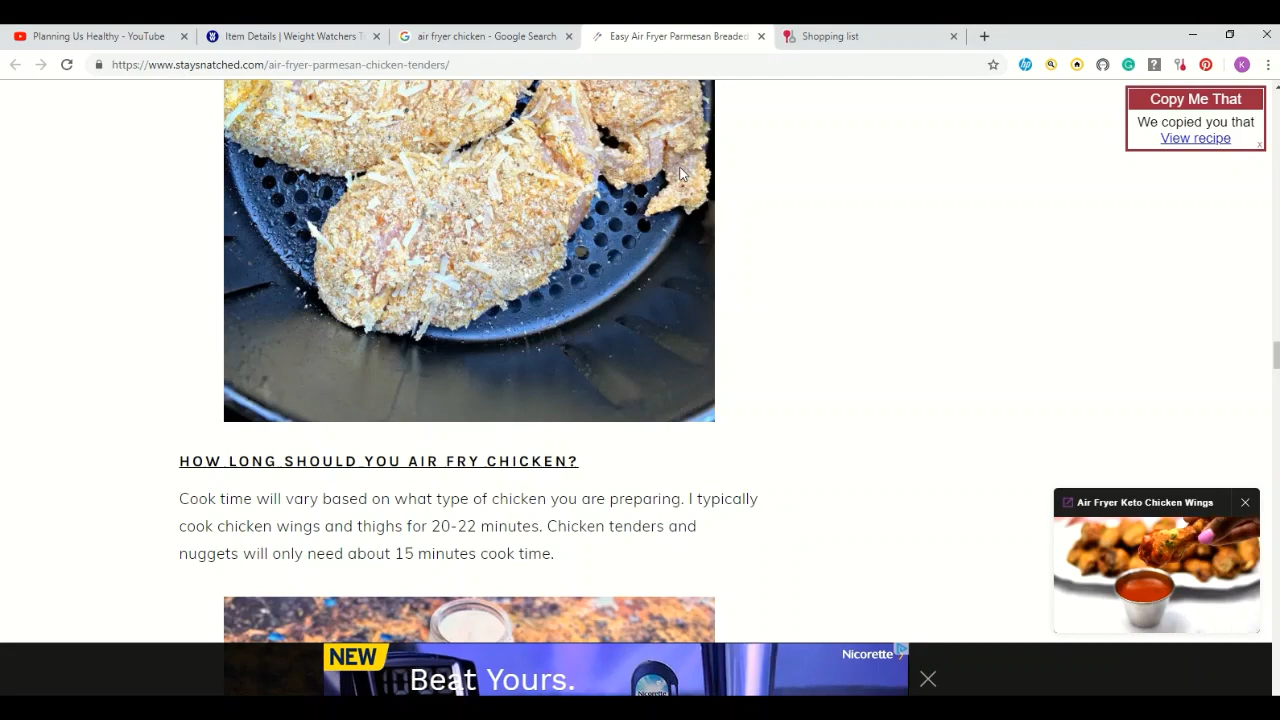 Planning Us Healthy - YouTube
Item Details | Weight Watchers T
air fryer chicken - Google Search
Easy Air Fryer Parmesan Breaded
Shopping list
https://www.staysnatched.com/air-fryer-parmesan-chicken-tenders/
Copy Me That
We copied you that
View recipe
x
HOW LONG SHOULD YOU AIR FRY CHICKEN?
Cook time will vary based on what type of chicken you are preparing. I typically
cook chicken wings and thighs for 20-22 minutes. Chicken tenders and
nuggets will only need about 15 minutes cook time.
Air Fryer Keto Chicken Wings
NEW
Beat Yours.
Nicorette
Nicorette